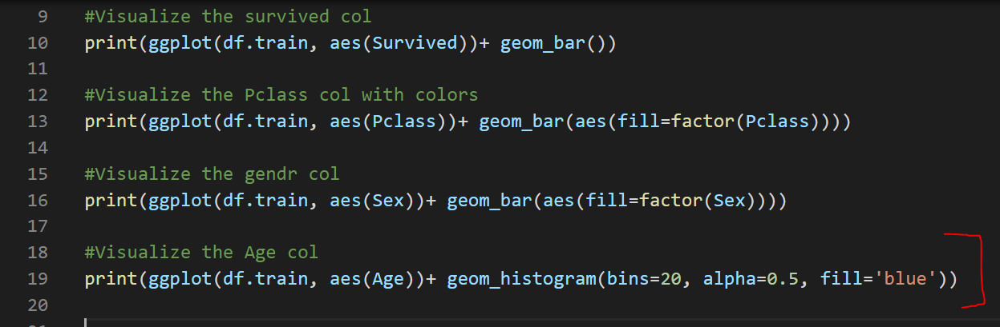 9 #Visualize the survived col
10 print(ggplot(df.train, aes(Survived))+ geom_bar())
11
12 #Visualize the Pclass col with colors
13 print(ggplot(df.train, aes(Pclass))+ geom_bar(aes(fill=factor(Pclass))))
14
15 #Visualize the gendr col
16 print(ggplot(df.train, aes(Sex))+ geom_bar(aes(fill=factor(Sex))))
17
18 #Visualize the Age col
19 print(ggplot(df.train, aes(Age))+ geom_histogram(bins=20, alpha=0.5, fill='blue'))
20